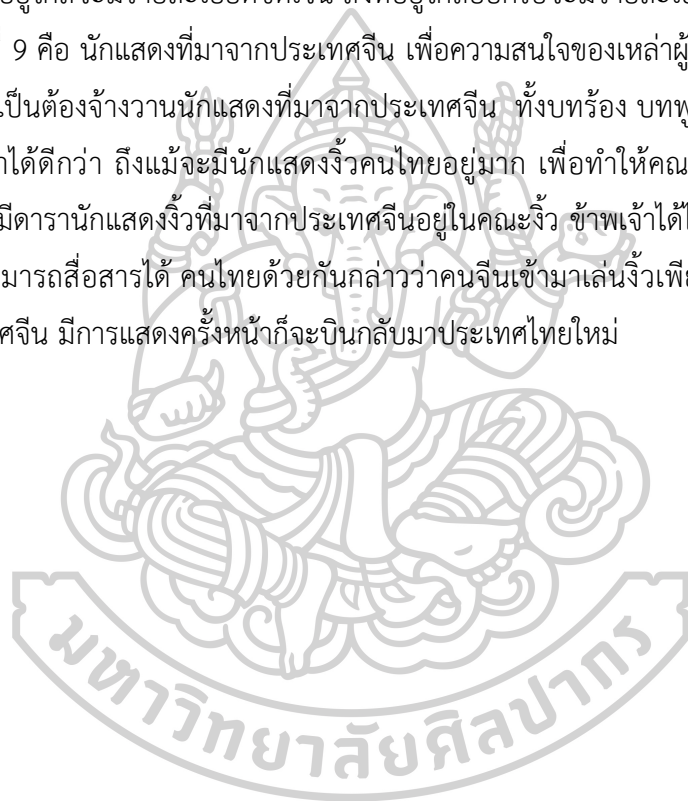 9 คือ นักแสดงที่มาจากประเทศจีน เพื่อความสนใจของเหล่าผู้
เป็นต้องจ้างวานนักแสดงที่มาจากประเทศจีน ทั้งบทร้อง บทพู
าได้ดีกว่า ถึงแม้จะมีนักแสดงงิ้วคนไทยอยู่มาก เพื่อทำให้คณ
มีดารานักแสดงงิ้วที่มาจากประเทศจีนอยู่ในคณะงิ้ว ข้าพเจ้าได้ไ
มารถสื่อสารได้ คนไทยด้วยกันกล่าวว่าคนจีนเข้ามาเล่นงิ้วเพีย
ศจีน มีการแสดงครั้งหน้าก็จะบินกลับมาประเทศไทยใหม่
มหาวิทยาลัยศิลปากร